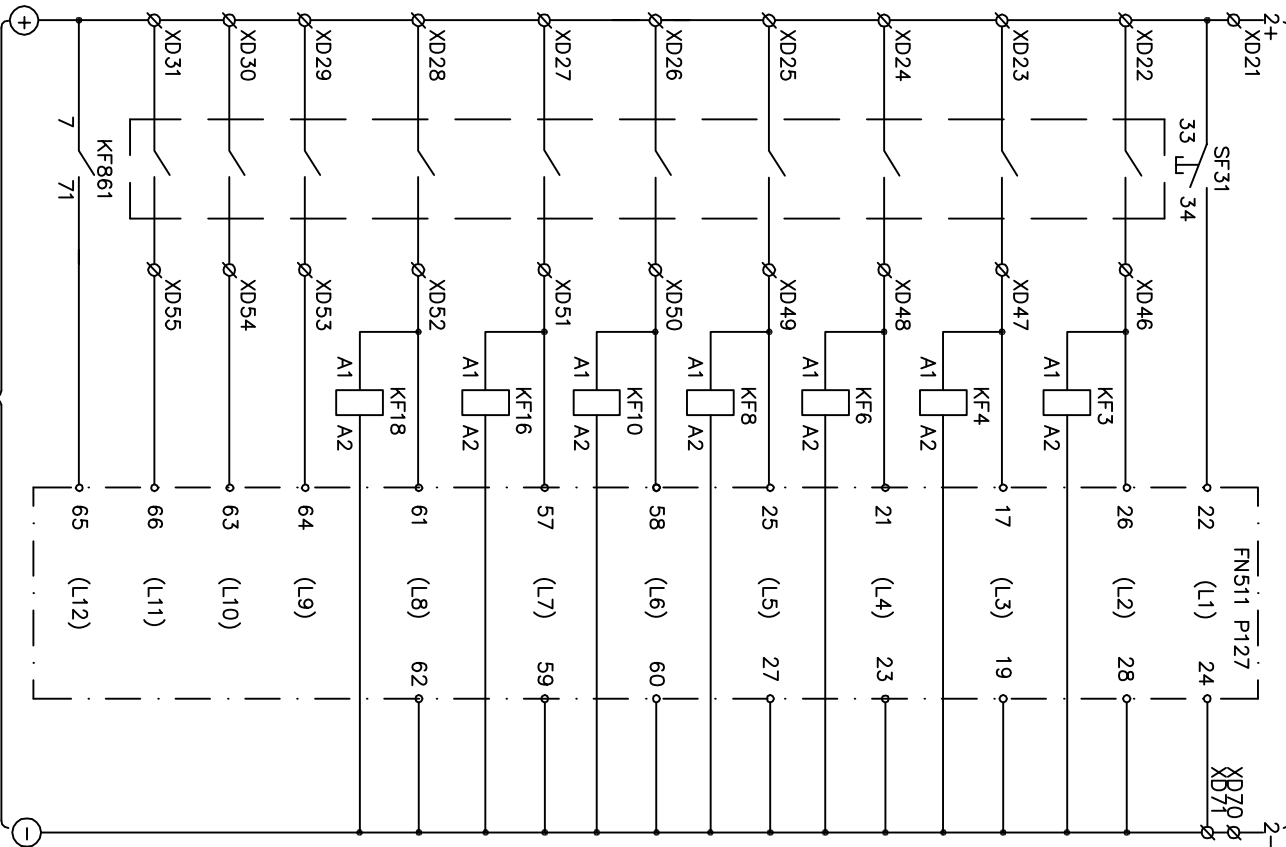 2+
XD21
XD22
XD23
XD24
XD25
XD26
XD27
XD28
XD29
XD30
XD31
+
SF31
33
34
KF861
7
71
XD46
XD47
XD48
XD49
XD50
XD51
XD52
XD53
XD54
XD55
A1 KF3 A2
A1 KF4 A2
A1 KF6 A2
A1 KF8 A2
A1 KF10 A2
A1 KF16 A2
A1 KF18 A2
FN511 P127
22 (L1) 24
26 (L2) 28
17 (L3) 19
21 (L4) 23
25 (L5) 27
58 (L6) 60
57 (L7) 59
61 (L8) 62
64 (L9)
63 (L10)
66 (L11)
65 (L12)
XD70
XD71
2-
-